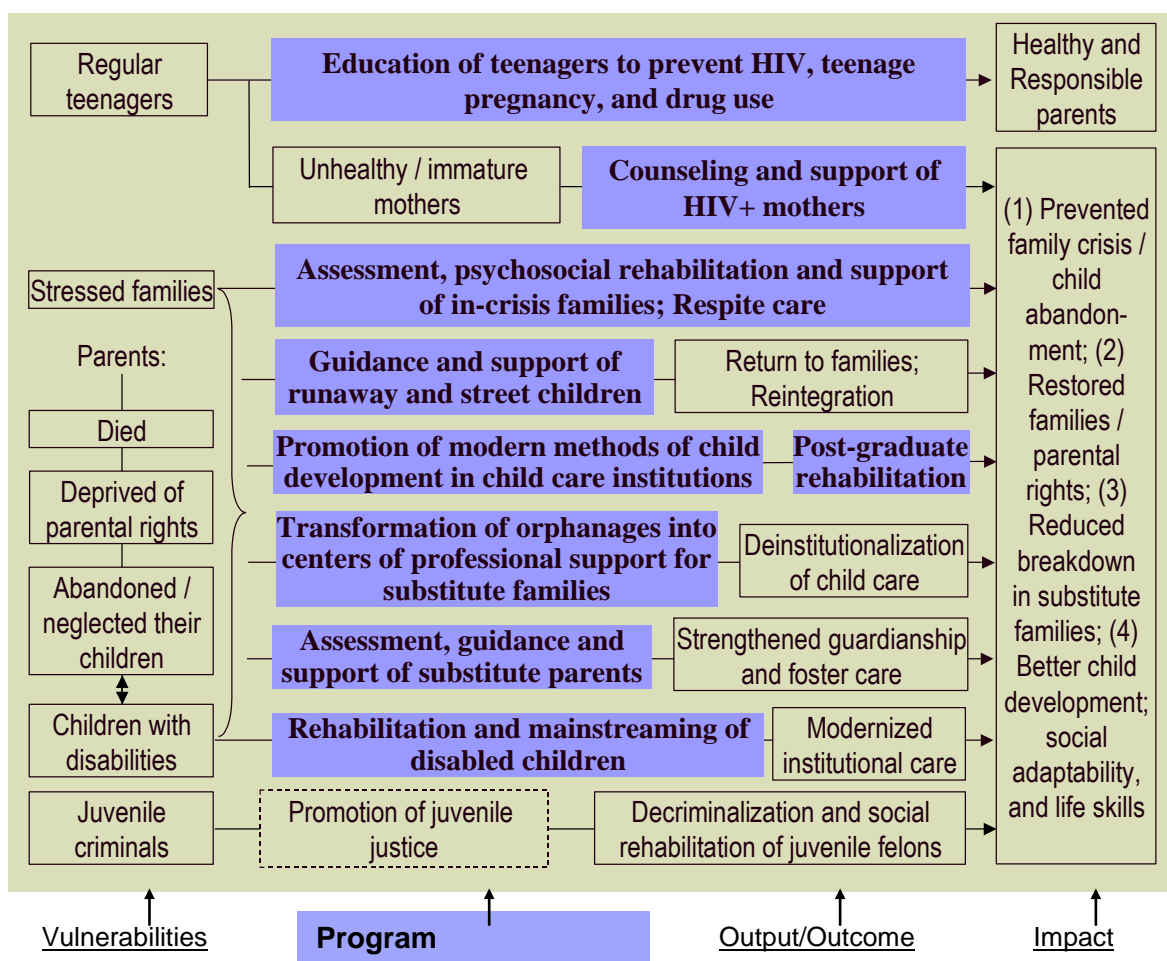 Regular
teenagers
Education of teenagers to prevent HIV, teenage
pregnancy, and drug use
Healthy and
Responsible
parents
Unhealthy / immature
mothers
Counseling and support of
HIV+ mothers
Stressed families
Assessment, psychosocial rehabilitation and support
of in-crisis families; Respite care
Parents:
Died
Deprived of
parental rights
Abandoned /
neglected their
children
Children with
disabilities
Guidance and support of
runaway and street children
Return to families;
Reintegration
Promotion of modern methods of child
development in child care institutions
Post-graduate
rehabilitation
Transformation of orphanages into
centers of professional support for
substitute families
Deinstitutionalization
of child care
Assessment, guidance and
support of substitute parents
Strengthened guardianship
and foster care
Rehabilitation and mainstreaming of
disabled children
Modernized
institutional care
Juvenile
criminals
Promotion of juvenile
justice
Decriminalization and social
rehabilitation of juvenile felons
(1) Prevented
family crisis /
child
abandon-
ment; (2)
Restored
families /
parental
rights; (3)
Reduced
breakdown
in substitute
families; (4)
Better child
development;
social
adaptability,
and life skills
Vulnerabilities
Program
Output/Outcome
Impact